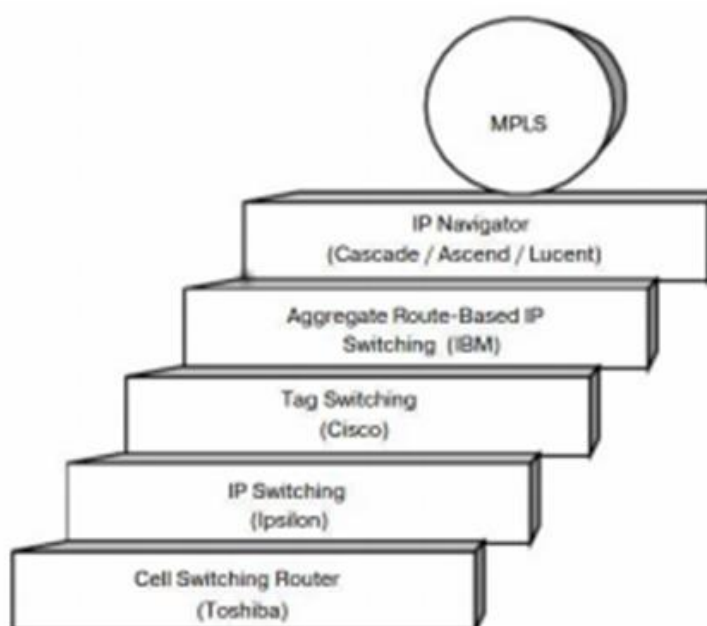 MPLS
IP Navigator
(Cascade / Ascend / Lucent)
Aggregate Route-Based IP
Switching (IBM)
Tag Switching
(Cisco)
IP Switching
(Ipsilon)
Cell Switching Router
(Toshiba)